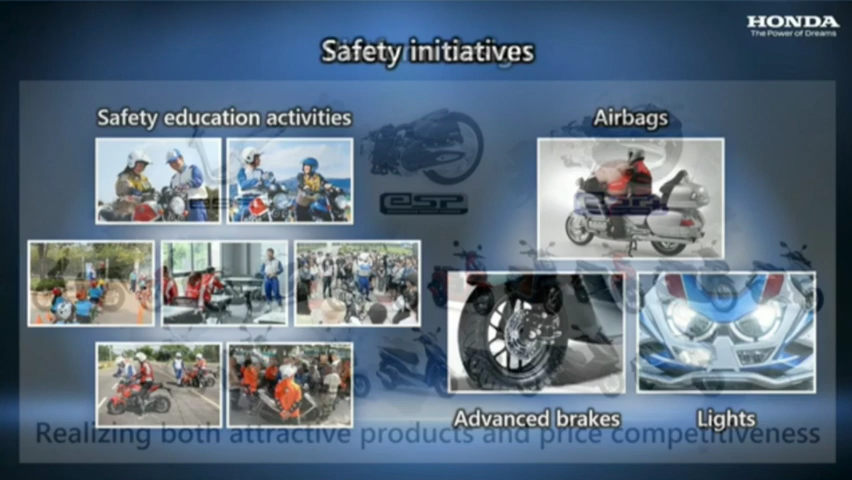 HONDA
The Power of Dreams
Safety initiatives
Safety education activities
Airbags
eSP
Advanced brakes
Lights
Realizing both attractive products and price competitiveness